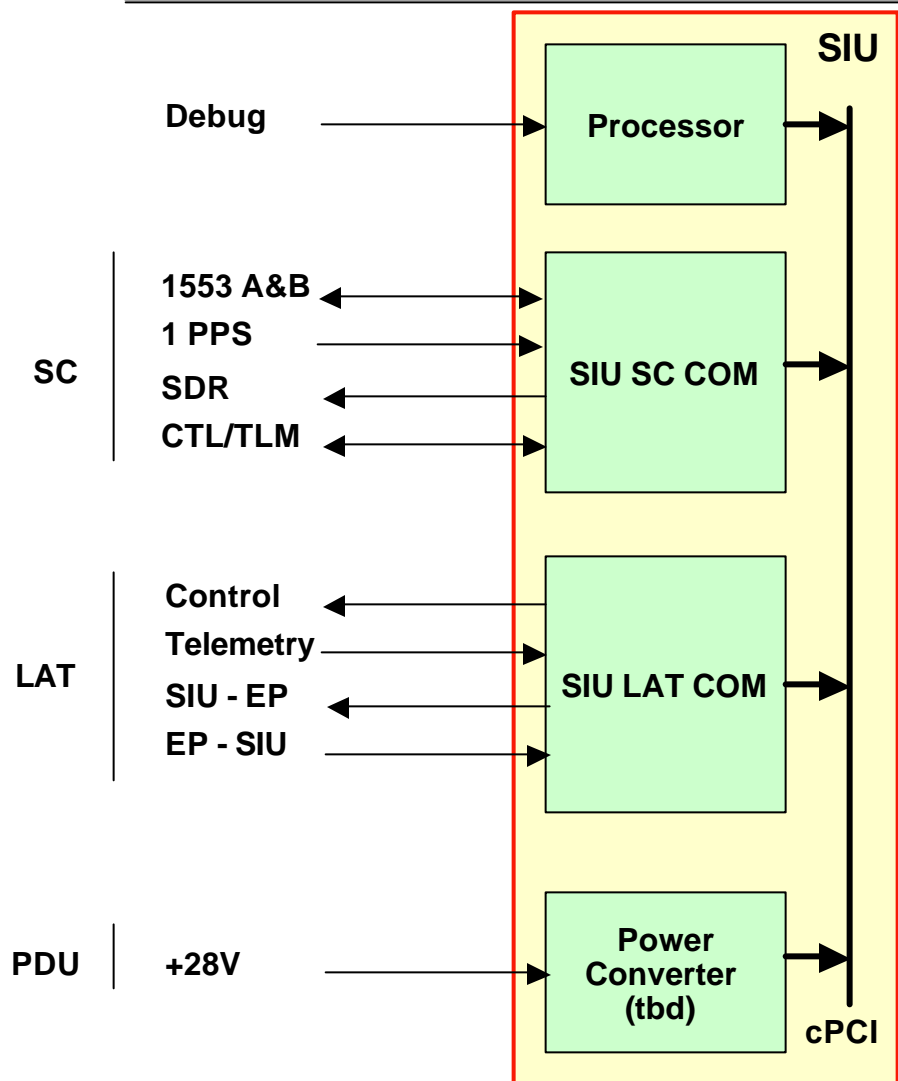 SIU
Debug
Processor
SC
1553 A&B
1 PPS
SDR
CTL/TLM
SIU SC COM
LAT
Control
Telemetry
SIU - EP
EP - SIU
SIU LAT COM
PDU
+28V
Power
Converter
(tbd)
cPCI